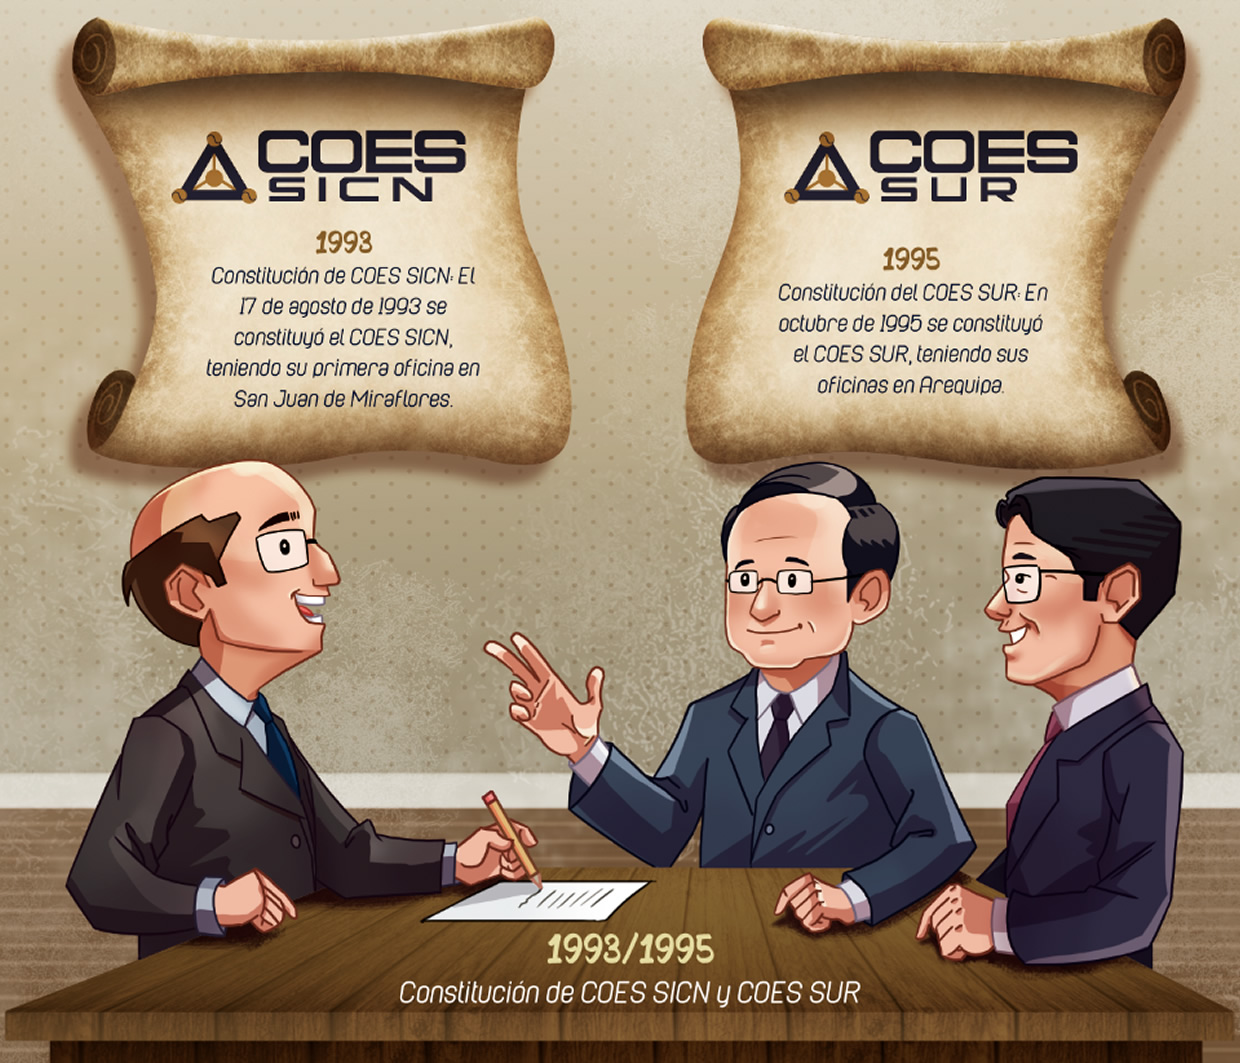 COES
SICN
1993
Constitución de COES SICN: El
17 de agosto de 1993 se
constituyó el COES SICN,
teniendo su primera oficina en
San Juan de Miraflores.
COES
SUR
1995
Constitución del COES SUR: En
octubre de 1995 se constituyó
el COES SUR, teniendo sus
oficinas en Arequipa.
1993/1995
Constitución de COES SICN y COES SUR